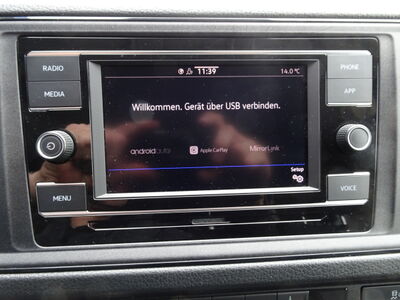 RADIO
MEDIA
MENU
PHONE
APP
VOICE
11:39
14.0°C
Willkommen. Gerät über USB verbinden.
androidauto
Apple CarPlay
MirrorLink
Setup